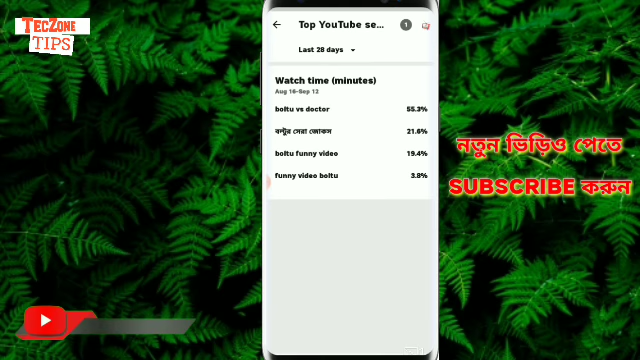 TecZone
TIPS
Top YouTube se...
1
Last 28 days
Watch time (minutes)
Aug 16-Sep 12
boltu vs doctor 55.3%
বল্টুর সেরা জোকস 21.6%
boltu funny video 19.4%
funny video boltu 3.8%
নতুন ভিড়িও পেতে
SUBSCRIBE করুন